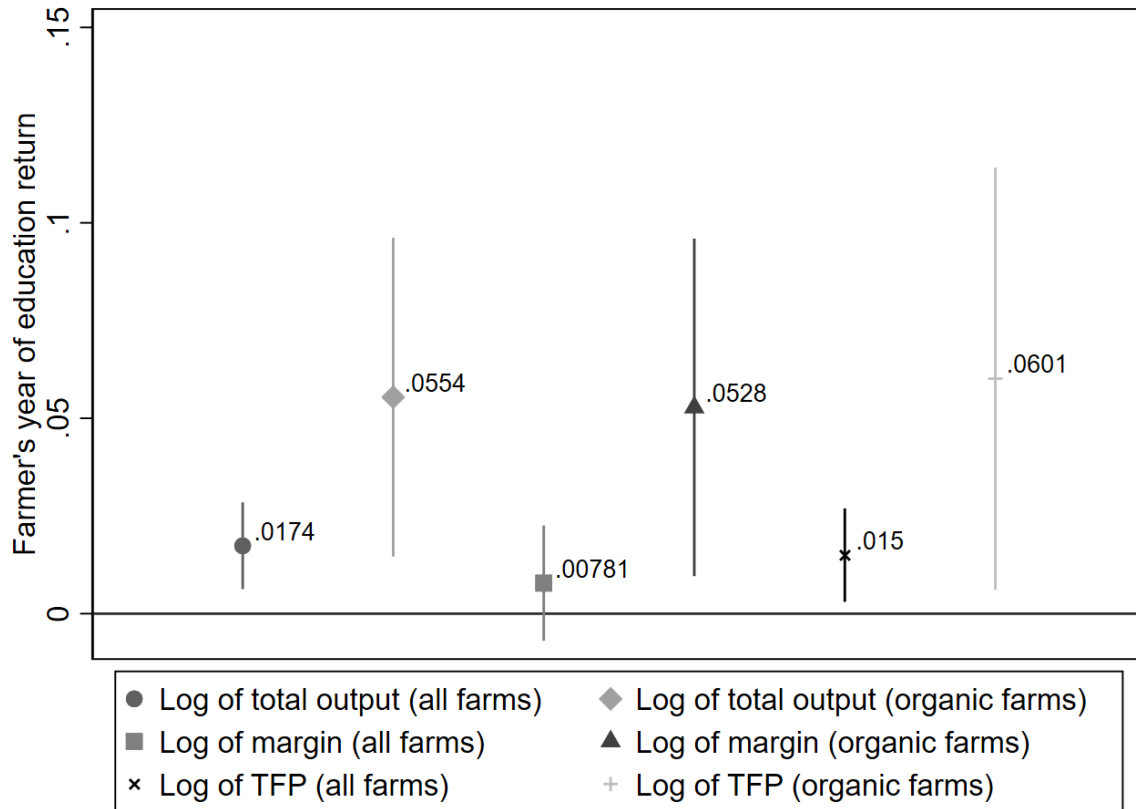 Farmer's year of education return
.15
.1
.05
0
.0174
.0554
.00781
.0528
.015
.0601
Log of total output (all farms)
Log of total output (organic farms)
Log of margin (all farms)
Log of margin (organic farms)
Log of TFP (all farms)
Log of TFP (organic farms)